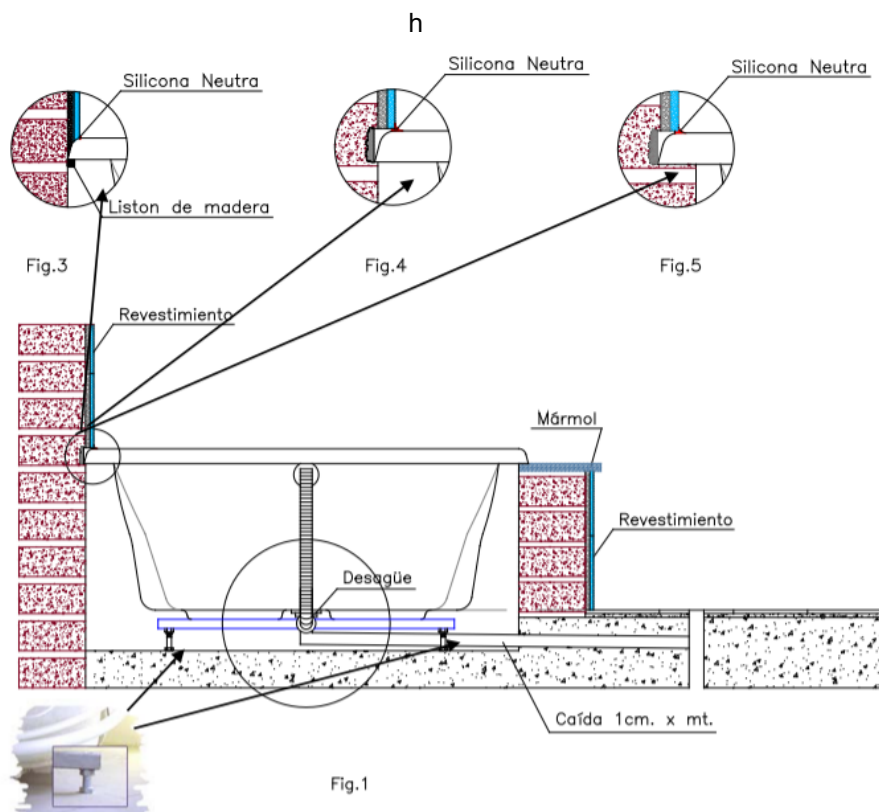 h
Silicona Neutra
Silicona Neutra
Silicona Neutra
Liston de madera
Fig.3
Fig.4
Fig.5
Revestimiento
Mármol
Revestimiento
Desagüe
Caída 1cm. x mt.
Fig.1